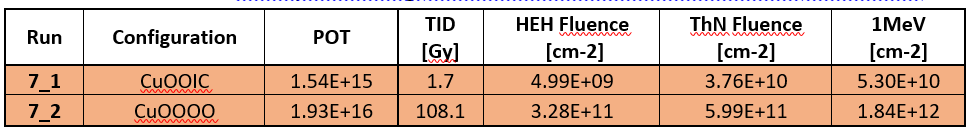 Run Configuration POT TID [Gy] HEH Fluence [cm-2] ThN Fluence [cm-2] 1MeV [cm-2]
7_1 CuOOIC 1.54E+15 1.7 4.99E+09 3.76E+10 5.30E+10
7_2 CuOOOO 1.93E+16 108.1 3.28E+11 5.99E+11 1.84E+12